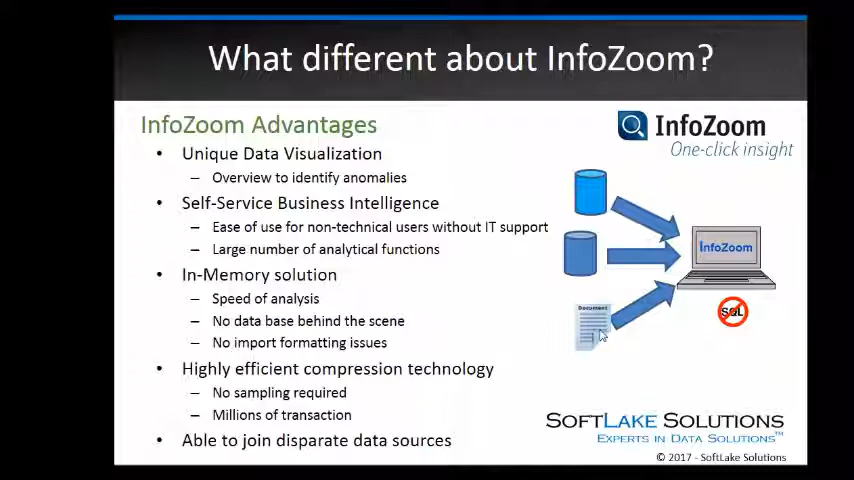 What different about InfoZoom?
InfoZoom Advantages
• Unique Data Visualization
– Overview to identify anomalies
• Self-Service Business Intelligence
– Ease of use for non-technical users without IT support
– Large number of analytical functions
• In-Memory solution
– Speed of analysis
– No data base behind the scene
– No import formatting issues
• Highly efficient compression technology
– No sampling required
– Millions of transaction
• Able to join disparate data sources
InfoZoom
One-click insight
InfoZoom
Document
SQL
SOFTLAKE SOLUTIONS
EXPERTS IN DATA SOLUTIONS™
© 2017 - SoftLake Solutions